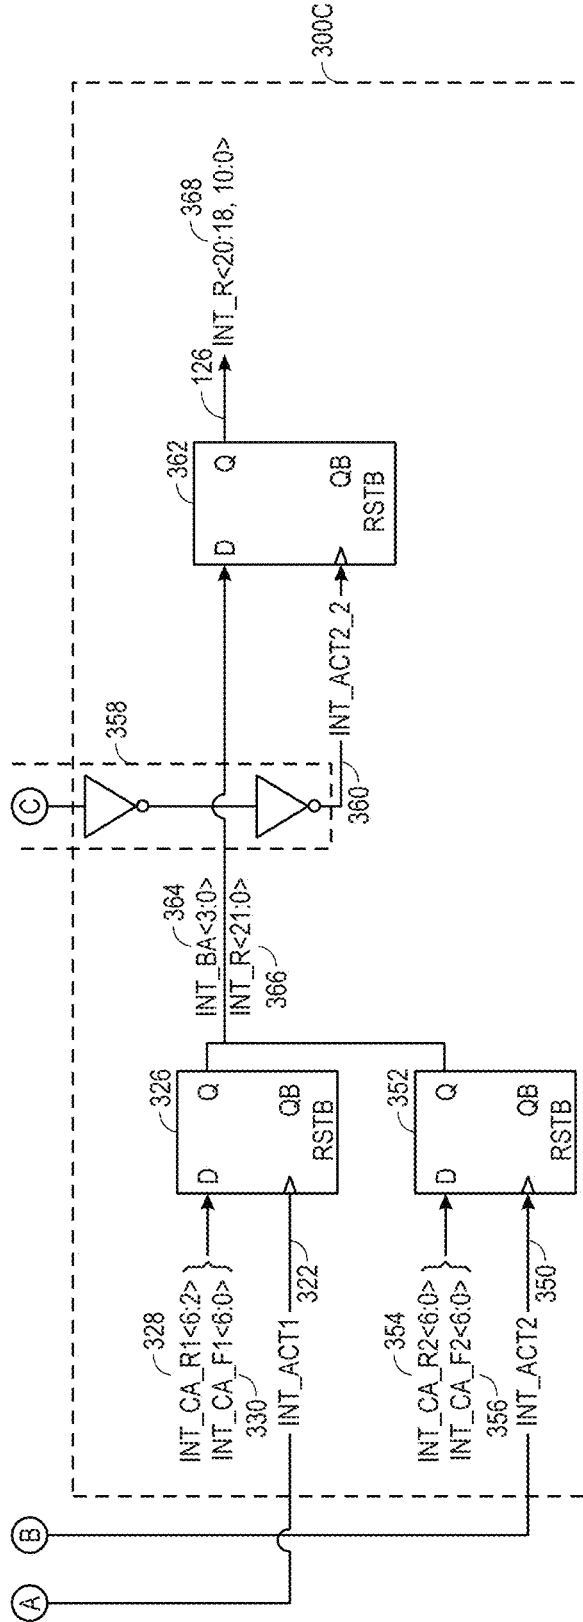 300C
A
B
C
358
328
INT_CA_R1<6:2>
INT_CA_F1<6:0>
330
INT_ACT1
322
326
D
Q
QB
RSTB
354
INT_CA_R2<6:0>
INT_CA_F2<6:0>
356
INT_ACT2
350
352
D
Q
QB
RSTB
364
INT_BA<3:0>
INT_R<21:0>
366
360
INT_ACT2_2
362
D
Q
QB
RSTB
126
368
INT_R<20:18, 10:0>